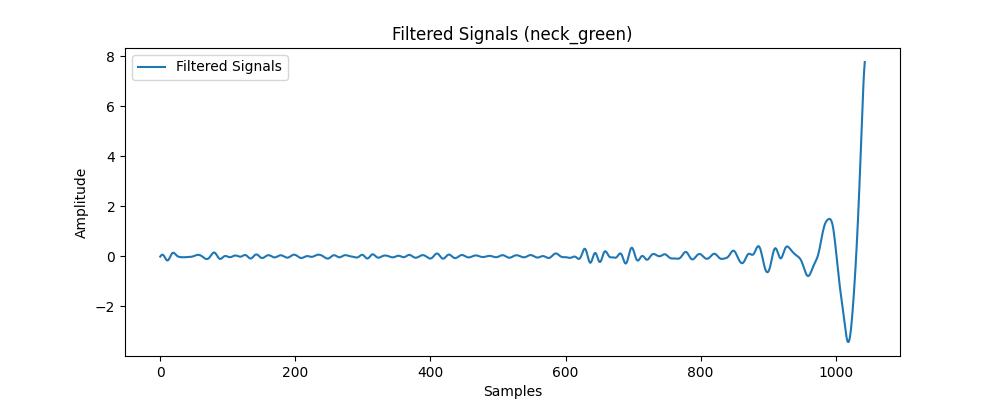 Filtered Signals (neck_green)
Filtered Signals
8
6
4
2
0
−2
Amplitude
0 200 400 600 800 1000
Samples